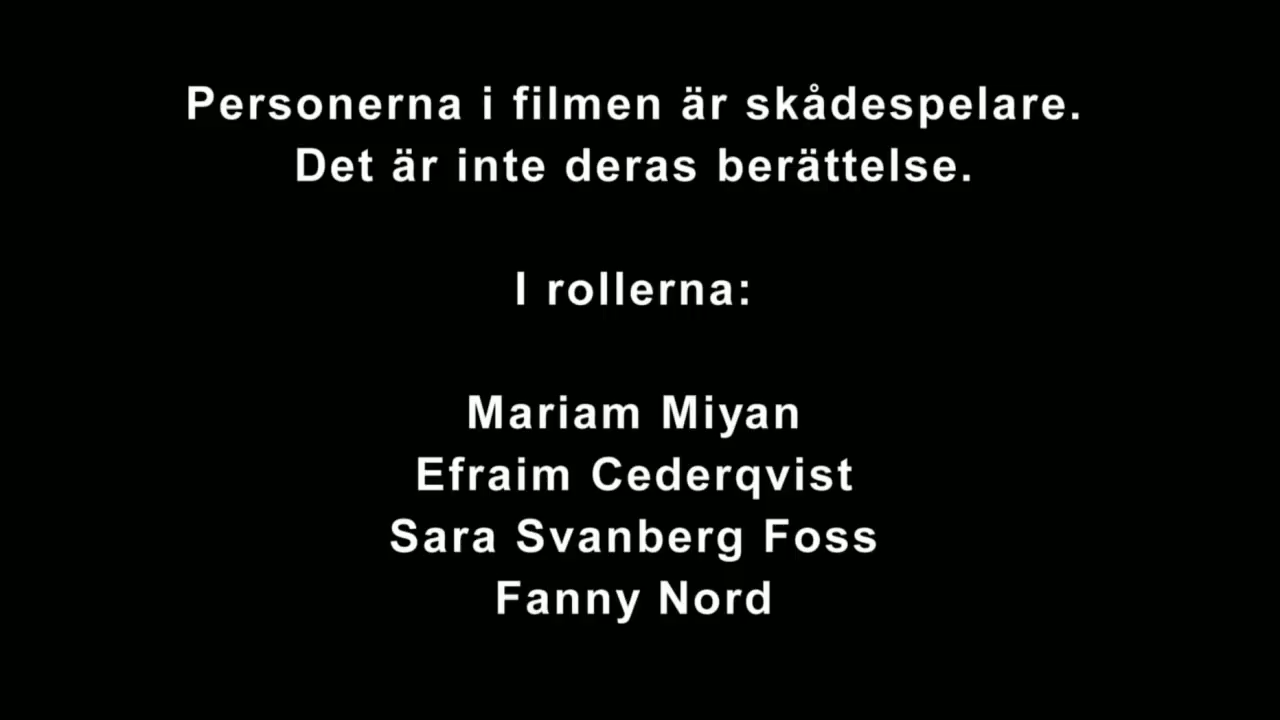 Personerna i filmen är skådespelare.
Det är inte deras berättelse.
I rollerna:
Mariam Miyan
Efraim Cederqvist
Sara Svanberg Foss
Fanny Nord